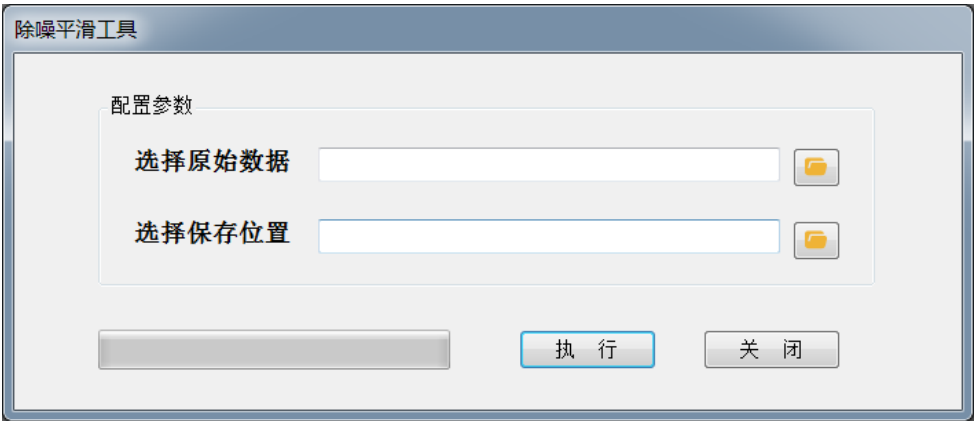 除噪平滑工具
配置参数
选择原始数据
选择保存位置
执 行
关 闭